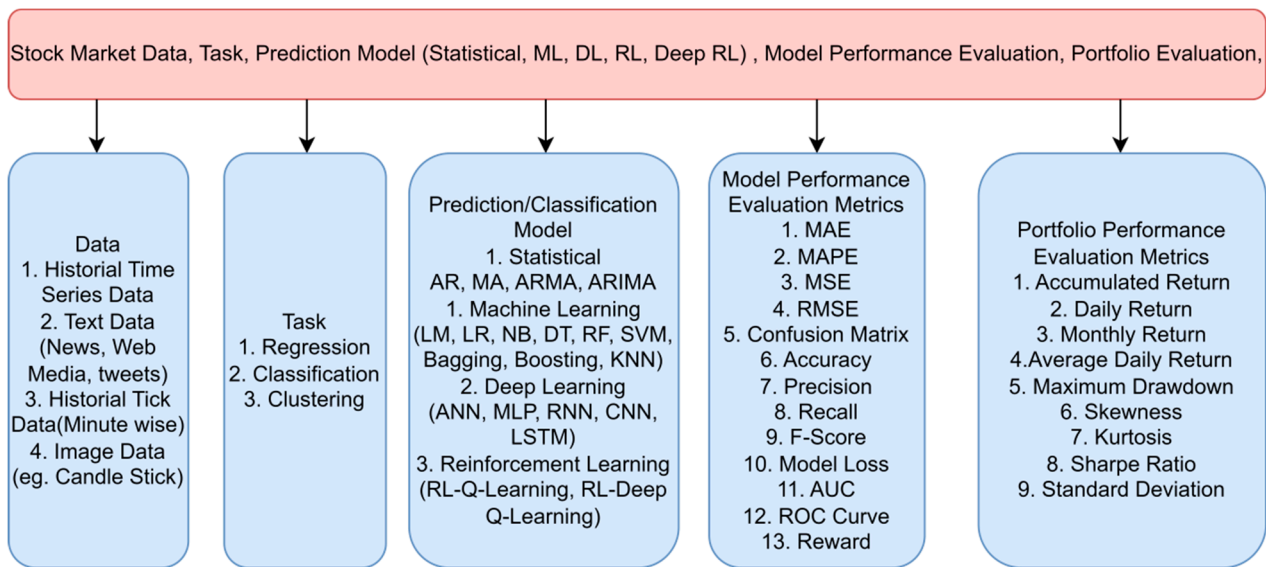 Stock Market Data, Task, Prediction Model (Statistical, ML, DL, RL, Deep RL) , Model Performance Evaluation, Portfolio Evaluation,
Data
1. Historial Time
Series Data
2. Text Data
(News, Web
Media, tweets)
3. Historial Tick
Data(Minute wise)
4. Image Data
(eg. Candle Stick)
Task
1. Regression
2. Classification
3. Clustering
Prediction/Classification
Model
1. Statistical
AR, MA, ARMA, ARIMA
1. Machine Learning
(LM, LR, NB, DT, RF, SVM,
Bagging, Boosting, KNN)
2. Deep Learning
(ANN, MLP, RNN, CNN,
LSTM)
3. Reinforcement Learning
(RL-Q-Learning, RL-Deep
Q-Learning)
Model Performance
Evaluation Metrics
1. MAE
2. MAPE
3. MSE
4. RMSE
5. Confusion Matrix
6. Accuracy
7. Precision
8. Recall
9. F-Score
10. Model Loss
11. AUC
12. ROC Curve
13. Reward
Portfolio Performance
Evaluation Metrics
1. Accumulated Return
2. Daily Return
3. Monthly Return
4.Average Daily Return
5. Maximum Drawdown
6. Skewness
7. Kurtosis
8. Sharpe Ratio
9. Standard Deviation